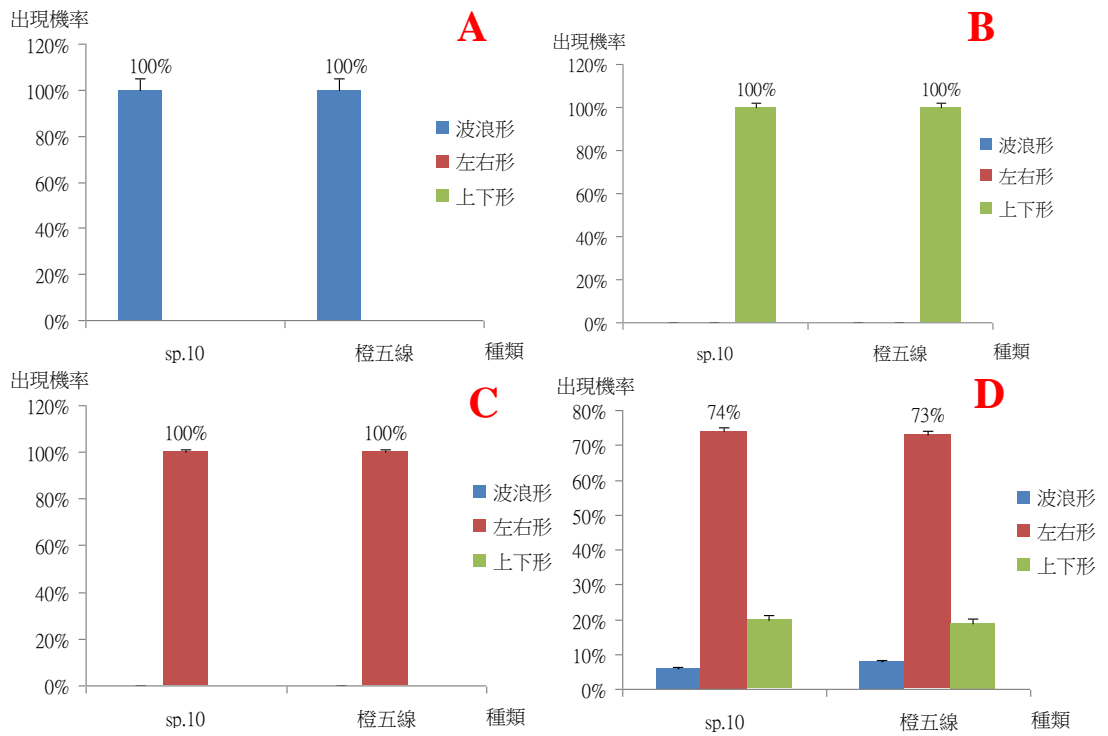 出現機率
A
120%
100%
80%
60%
40%
20%
0%
100%
100%
波浪形
左右形
上下形
sp.10
橙五線
種類
出現機率
B
120%
100%
80%
60%
40%
20%
0%
100%
100%
波浪形
左右形
上下形
sp.10
橙五線
種類
出現機率
C
120%
100%
80%
60%
40%
20%
0%
100%
100%
波浪形
左右形
上下形
sp.10
橙五線
種類
出現機率
D
80%
70%
60%
50%
40%
30%
20%
10%
0%
74%
73%
波浪形
左右形
上下形
sp.10
橙五線
種類